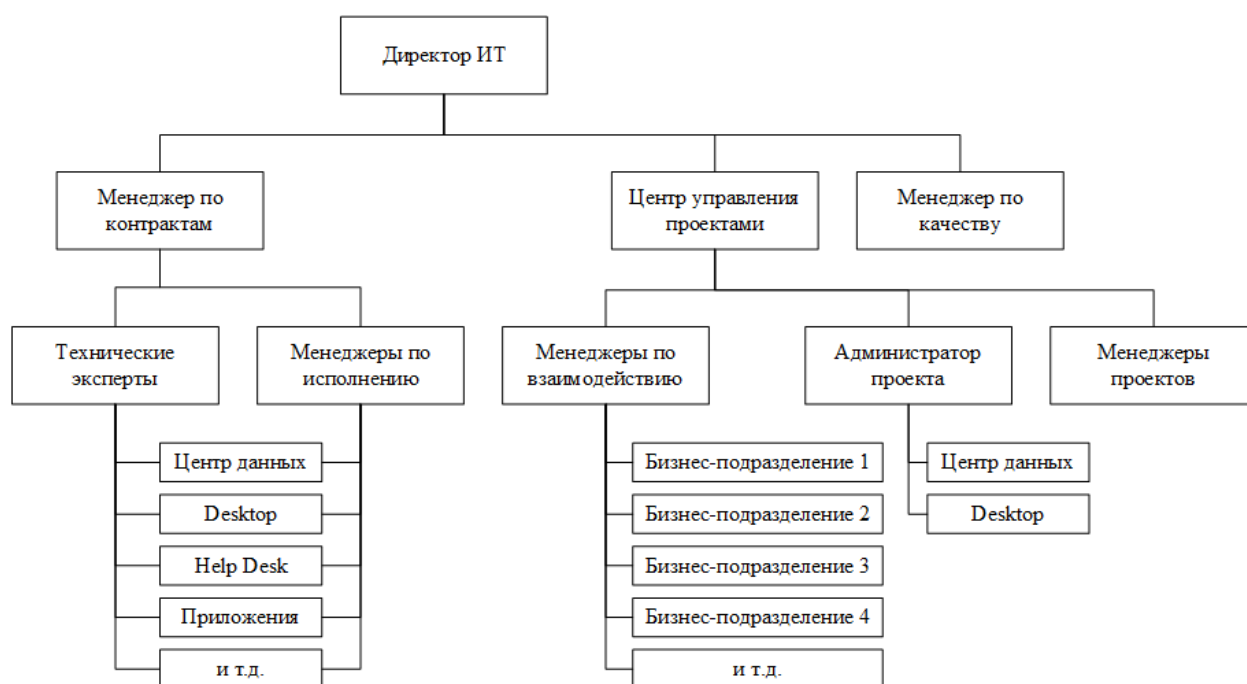 Директор ИТ
Менеджер по
контрактам
Центр управления
проектами
Менеджер по
качеству
Технические
эксперты
Менеджеры по
исполнению
Менеджеры по
взаимодействию
Администратор
проекта
Менеджеры
проектов
Центр данных
Desktop
Help Desk
Приложения
и т.д.
Бизнес-подразделение 1
Бизнес-подразделение 2
Бизнес-подразделение 3
Бизнес-подразделение 4
и т.д.
Центр данных
Desktop